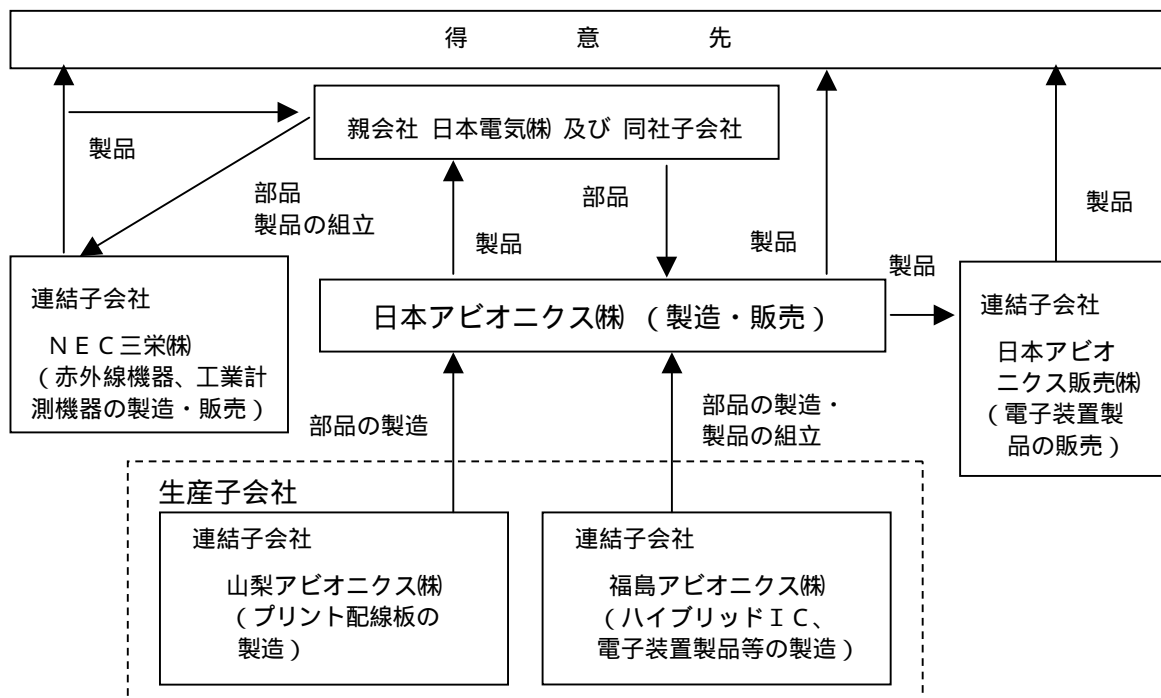 得 意 先
親会社 日本電気㈱ 及び 同社子会社
製品
部品
製品の組立
製品
部品
製品
製品
製品
連結子会社
ＮＥＣ三栄㈱
（赤外線機器、工業計
測機器の製造・販売）
日本アビオニクス㈱（製造・販売）
連結子会社
日本アビオ
ニクス販売㈱
（電子装置製
品の販売）
部品の製造
部品の製造・
製品の組立
生産子会社
連結子会社
山梨アビオニクス㈱
（プリント配線板の
製造）
連結子会社
福島アビオニクス㈱
（ハイブリッドＩＣ、
電子装置製品等の製造）